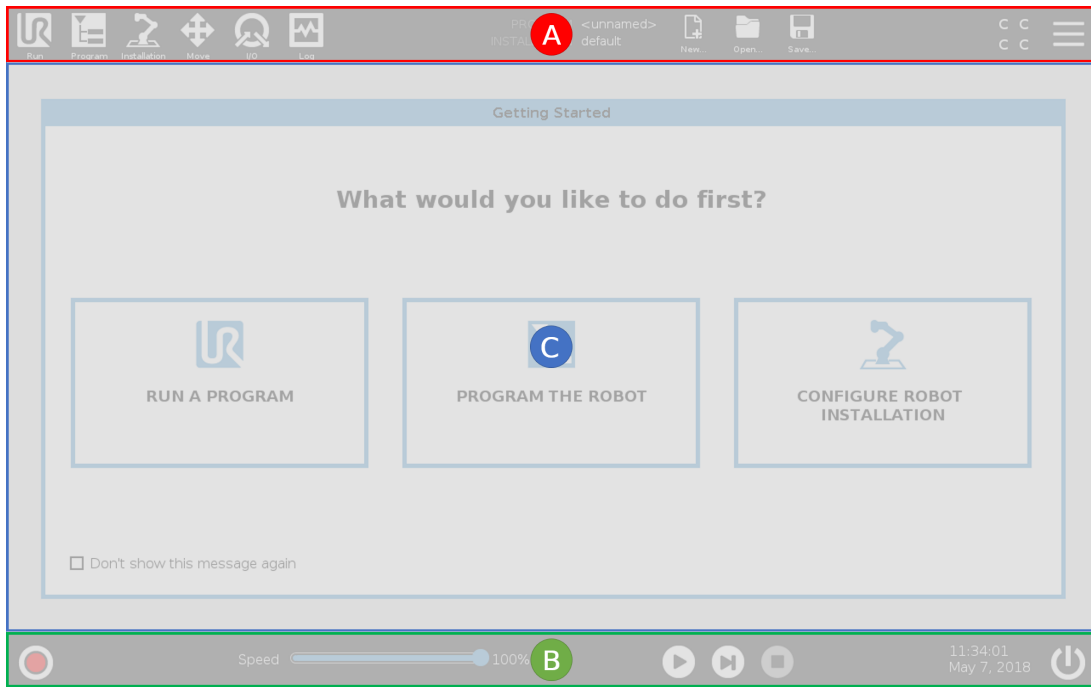 PR <unnamed>
INSTAL default
A
Run Program Installation Move I/O Log
New... Open... Save...
C C
C C
Getting Started
What would you like to do first?
C
RUN A PROGRAM
PROGRAM THE ROBOT
CONFIGURE ROBOT
INSTALLATION
Don't show this message again
Speed 100%
B
11:34:01
May 7, 2018